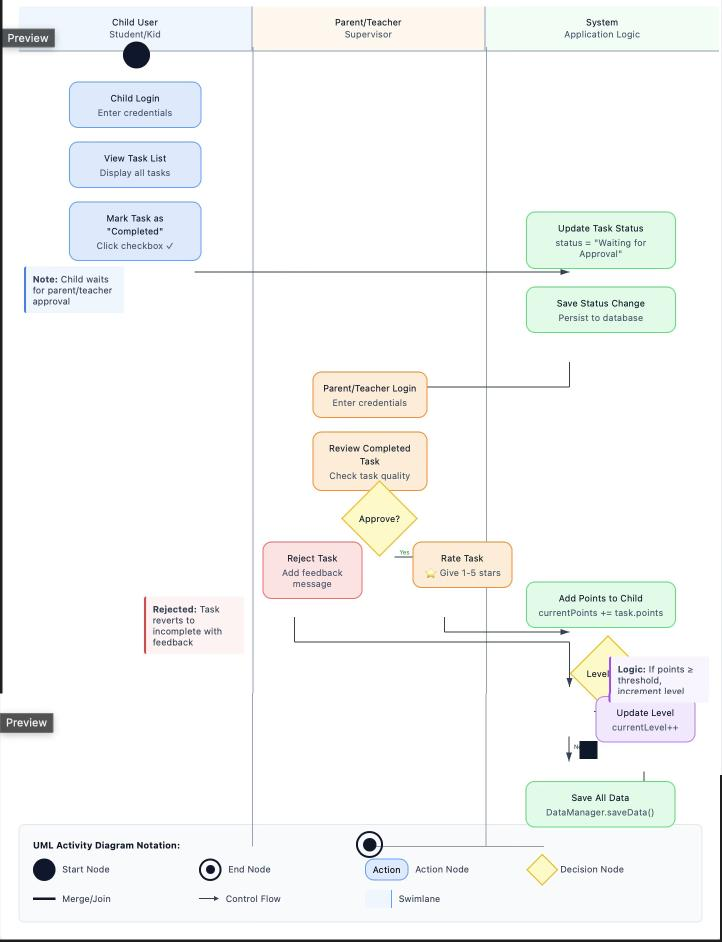 Child User
Student/Kid
Parent/Teacher
Supervisor
System
Application Logic
Preview
Child Login
Enter credentials
View Task List
Display all tasks
Mark Task as
"Completed"
Click checkbox ✓
Update Task Status
status = "Waiting for
Approval"
Note: Child waits
for parent/teacher
approval
Save Status Change
Persist to database
Parent/Teacher Login
Enter credentials
Review Completed
Task
Check task quality
Approve?
Yes
Reject Task
Add feedback
message
Rate Task
⭐ Give 1-5 stars
Add Points to Child
currentPoints += task.points
Rejected: Task
reverts to
incomplete with
feedback
Level
Logic: If points ≥
threshold,
increment level
Preview
Update Level
currentLevel++
Save All Data
DataManager.saveData()
UML Activity Diagram Notation:
Start Node
End Node
Action
Action Node
Decision Node
Merge/Join
Control Flow
Swimlane